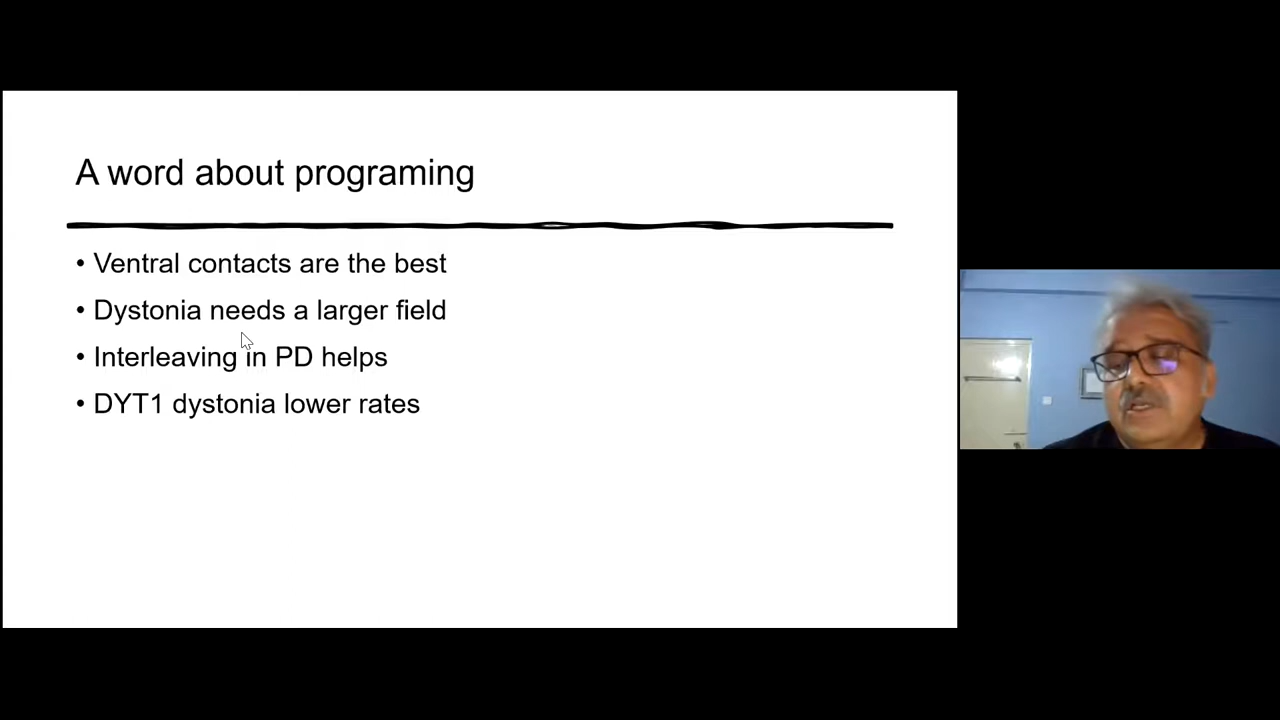 A word about programing
• Ventral contacts are the best
• Dystonia needs a larger field
• Interleaving in PD helps
• DYT1 dystonia lower rates